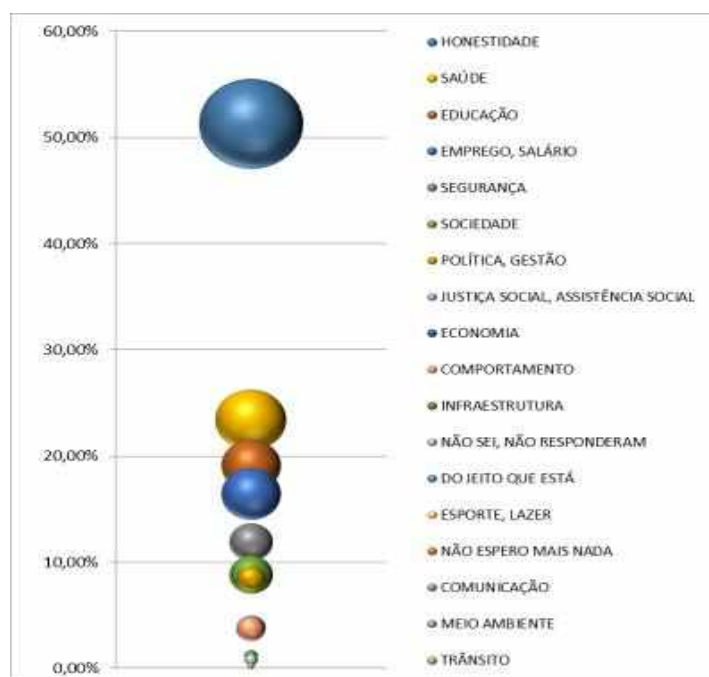 60,00%
50,00%
40,00%
30,00%
20,00%
10,00%
0,00%
HONESTIDADE
SAÚDE
EDUCAÇÃO
EMPREGO, SALÁRIO
SEGURANÇA
SOCIEDADE
POLÍTICA, GESTÃO
JUSTIÇA SOCIAL, ASSISTÊNCIA SOCIAL
ECONOMIA
COMPORTAMENTO
INFRAESTRUTURA
NÃO SEI, NÃO RESPONDERAM
DO JEITO QUE ESTÁ
ESPORTE, LAZER
NÃO ESPERO MAIS NADA
COMUNICAÇÃO
MEIO AMBIENTE
TRÂNSITO